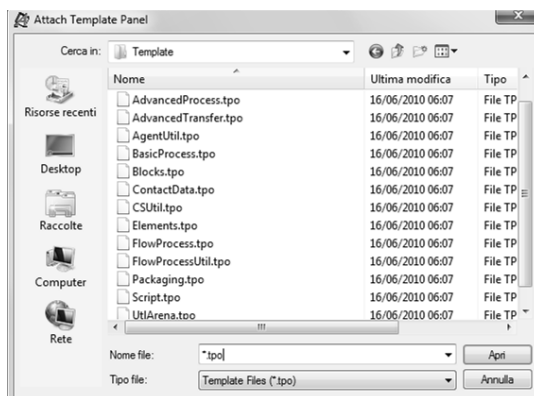 Attach Template Panel
Cerca in: Template
Nome Ultima modifica Tipo
Risorse recenti
Desktop
Raccolte
Computer
Rete
AdvancedProcess.tpo 16/06/2010 06:07 File TP
AdvancedTransfer.tpo 16/06/2010 06:07 File TP
AgentUtil.tpo 16/06/2010 06:07 File TP
BasicProcess.tpo 16/06/2010 06:07 File TP
Blocks.tpo 16/06/2010 06:07 File TP
ContactData.tpo 16/06/2010 06:07 File TP
CSUtil.tpo 16/06/2010 06:07 File TP
Elements.tpo 16/06/2010 06:07 File TP
FlowProcess.tpo 16/06/2010 06:07 File TP
FlowProcessUtil.tpo 16/06/2010 06:07 File TP
Packaging.tpo 16/06/2010 06:07 File TP
Script.tpo 16/06/2010 06:07 File TP
UtlArena.tpo 16/06/2010 06:07 File TP
Nome file: *.tpo Apri
Tipo file: Template Files (*.tpo) Annulla